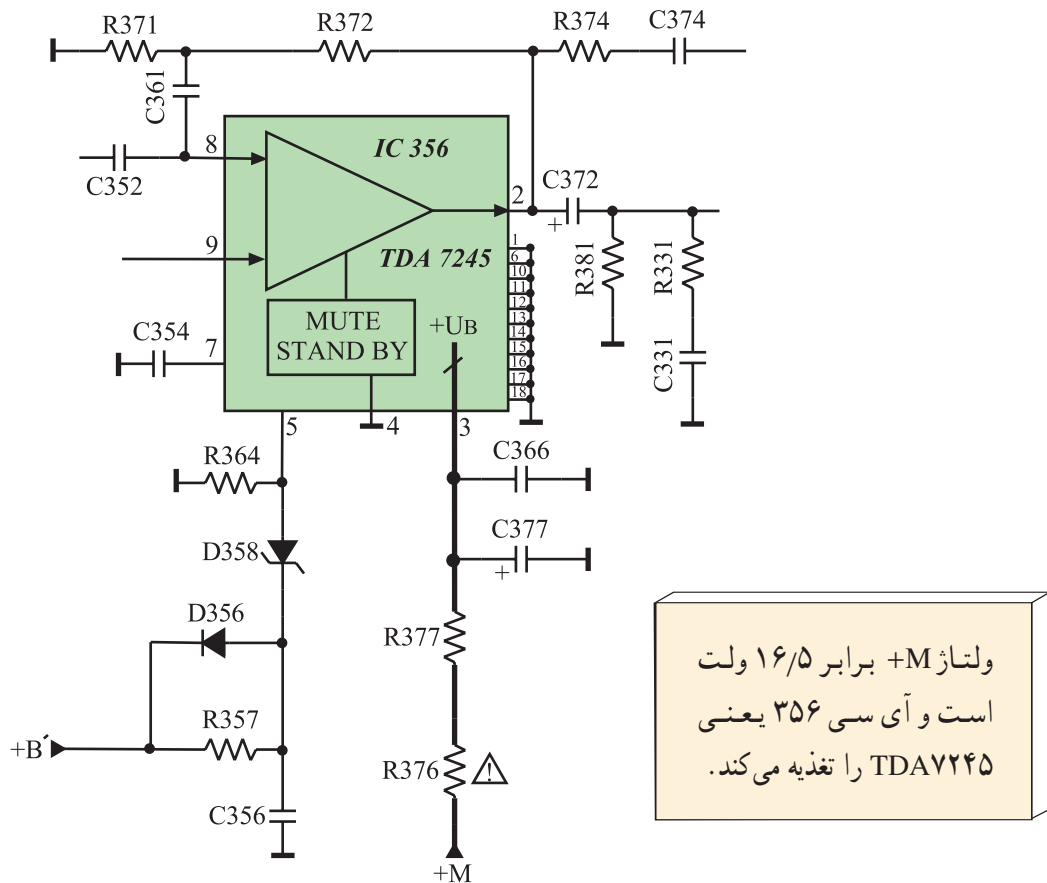 R371
R372
R374
C374
C361
8
IC 356
C352
C372
2
+
9
TDA 7245
1
6
10
11
12
13
14
15
16
17
18
R381
R331
C331
MUTE
STAND BY
+UB
C354
7
5
4
3
R364
C366
D358
C377
+
D356
R377
R357
+B´
R376
!
C356
+M
ولتاژ M+ برابر ۱۶/۵ ولت
است و آی سی ۳۵۶ یعنی
TDA۷۲۴۵ را تغذیه می‌کند.